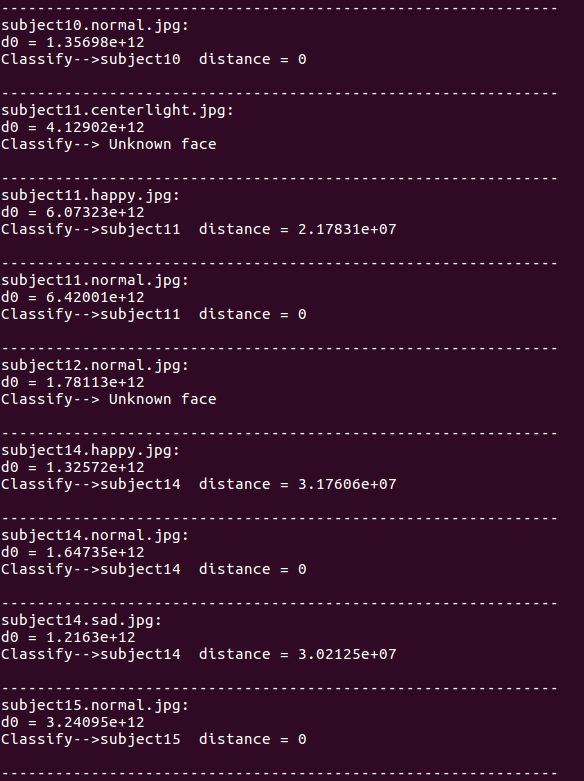 --------------------------------------------------------------
subject10.normal.jpg:
d0 = 1.35698e+12
Classify-->subject10  distance = 0
--------------------------------------------------------------
subject11.centerlight.jpg:
d0 = 4.12902e+12
Classify--> Unknown face
--------------------------------------------------------------
subject11.happy.jpg:
d0 = 6.07323e+12
Classify-->subject11  distance = 2.17831e+07
--------------------------------------------------------------
subject11.normal.jpg:
d0 = 6.42001e+12
Classify-->subject11  distance = 0
--------------------------------------------------------------
subject12.normal.jpg:
d0 = 1.78113e+12
Classify--> Unknown face
--------------------------------------------------------------
subject14.happy.jpg:
d0 = 1.32572e+12
Classify-->subject14  distance = 3.17606e+07
--------------------------------------------------------------
subject14.normal.jpg:
d0 = 1.64735e+12
Classify-->subject14  distance = 0
--------------------------------------------------------------
subject14.sad.jpg:
d0 = 1.2163e+12
Classify-->subject14  distance = 3.02125e+07
--------------------------------------------------------------
subject15.normal.jpg:
d0 = 3.24095e+12
Classify-->subject15  distance = 0
--------------------------------------------------------------